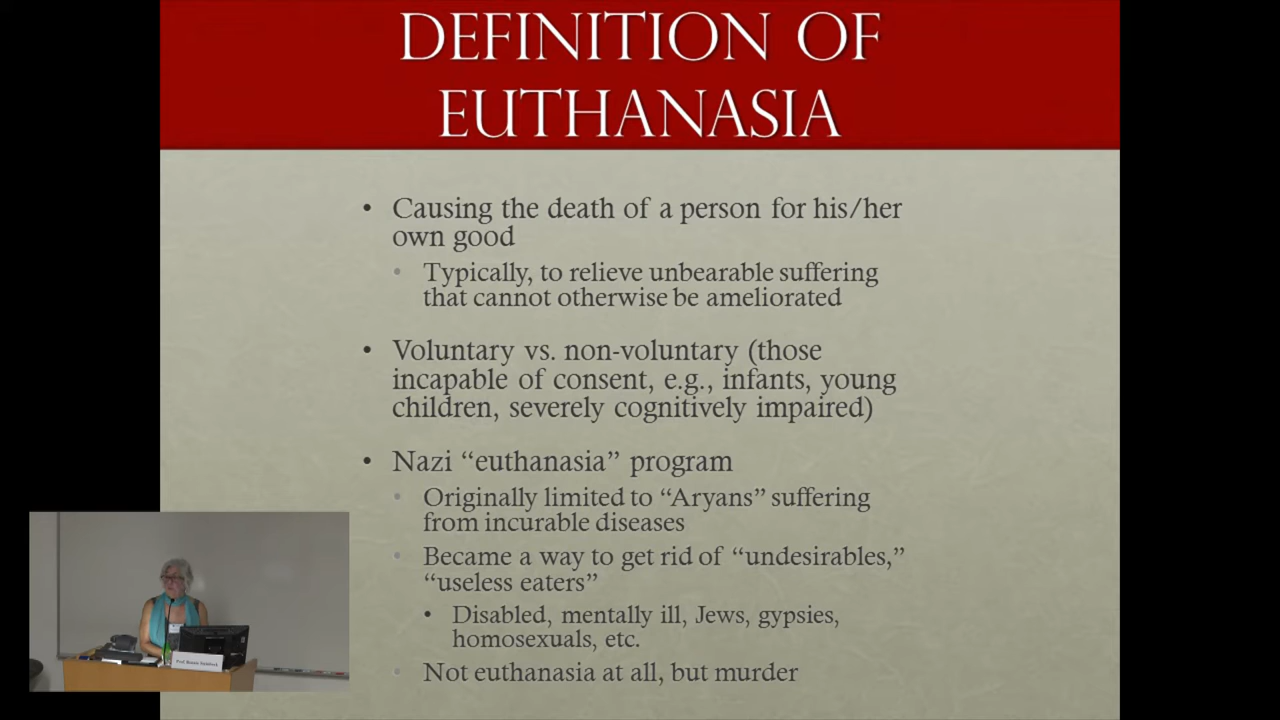 DEFINITION OF
EUTHANASIA
• Causing the death of a person for his/her
own good
• Typically, to relieve unbearable suffering
that cannot otherwise be ameliorated
• Voluntary vs. non-voluntary (those
incapable of consent, e.g., infants, young
children, severely cognitively impaired)
• Nazi “euthanasia” program
• Originally limited to “Aryans” suffering
from incurable diseases
• Became a way to get rid of “undesirables,”
“useless eaters”
• Disabled, mentally ill, Jews, gypsies,
homosexuals, etc.
• Not euthanasia at all, but murder
Prof. Bonnie Steinbock